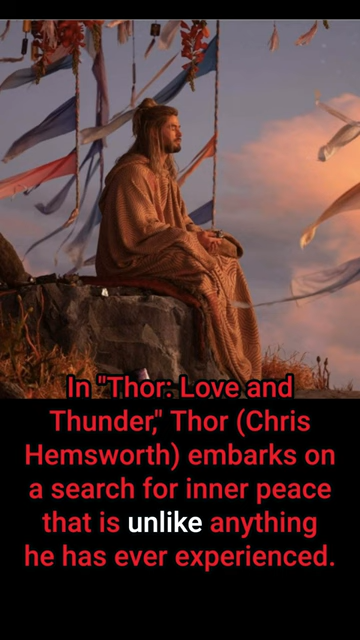 In "Thor: Love and
Thunder," Thor (Chris
Hemsworth) embarks on
a search for inner peace
that is unlike anything
he has ever experienced.